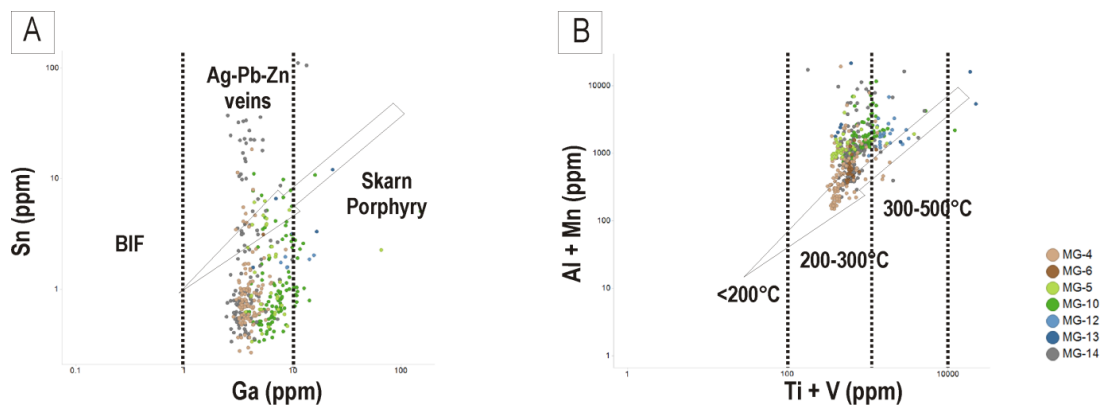 A
Sn (ppm)
100
10
1
0.1
1
10
100
Ga (ppm)
BIF
Ag-Pb-Zn
veins
Skarn
Porphyry
B
Al + Mn (ppm)
10000
1000
100
10
1
1
100
10000
Ti + V (ppm)
<200°C
200-300°C
300-500°C
MG-4
MG-6
MG-5
MG-10
MG-12
MG-13
MG-14